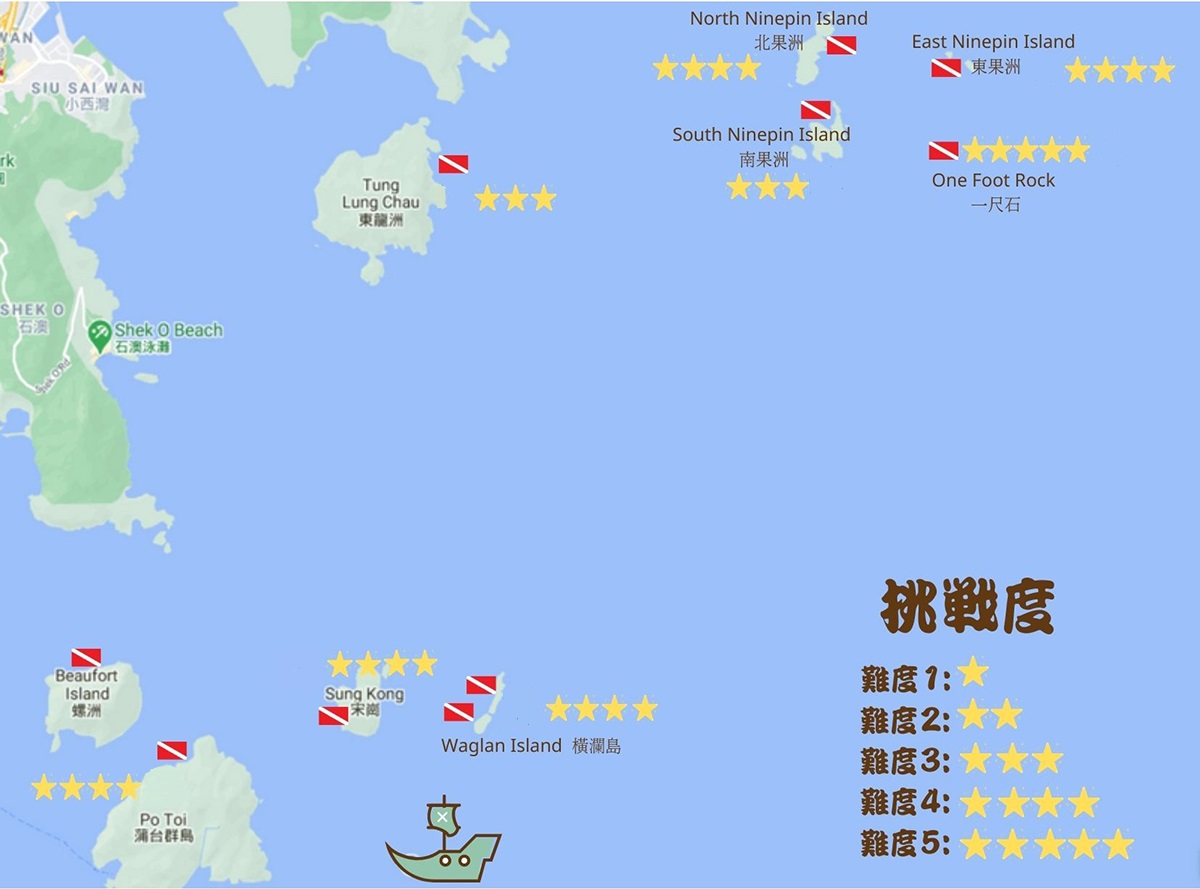 North Ninepin Island
北果洲
East Ninepin Island
東果洲
SIU SAI WAN
小西灣
South Ninepin Island
南果洲
One Foot Rock
一尺石
Tung
Lung Chau
東龍洲
SHEK O
石澳
Shek O Beach
石澳泳灘
Shek O Rd
挑戦度
難度1:
難度2:
難度3:
難度4:
難度5:
Beaufort
Island
螺洲
Sung Kong
宋崗
Waglan Island 橫瀾島
Po Toi
蒲台群島